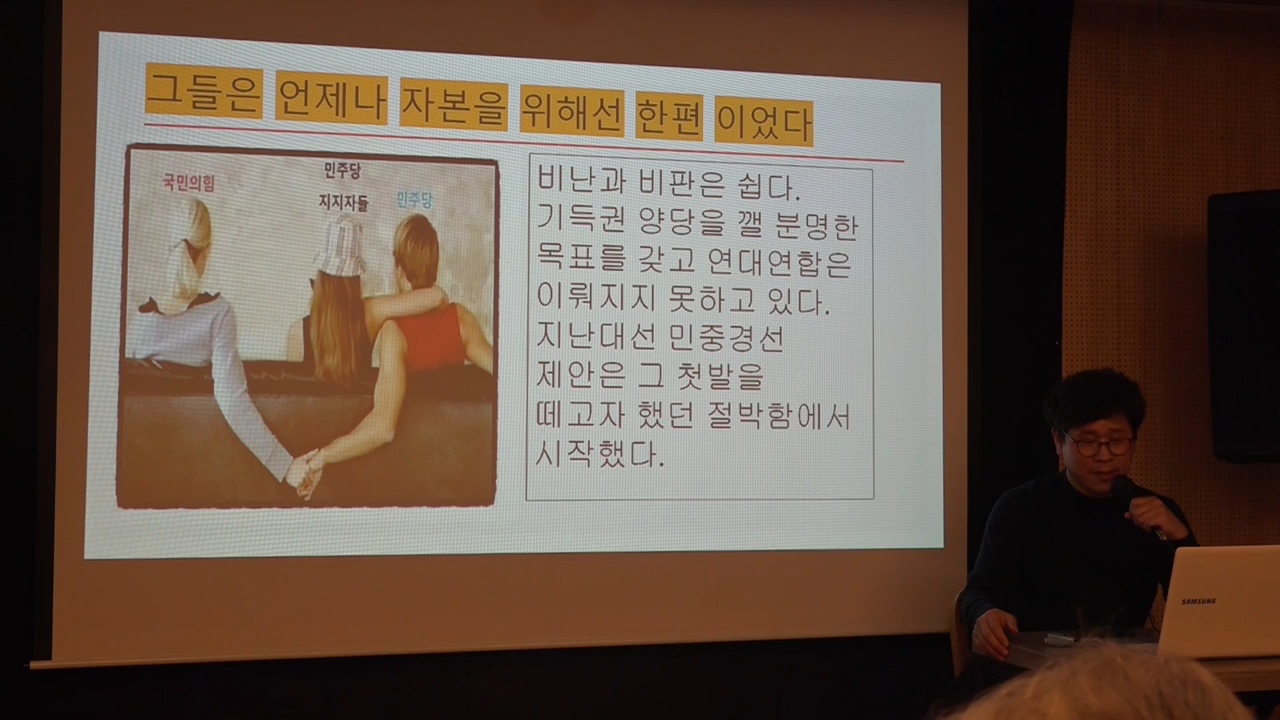 그들은 언제나 자본을 위해선 한편 이었다
국민의힘
민주당
지지자들
민주당
비난과 비판은 쉽다.
기득권 양당을 깰 분명한
목표를 갖고 연대연합은
이뤄지지 못하고 있다.
지난대선 민중경선
제안은 그 첫발을
떼고자 했던 절박함에서
시작했다.
SAMSUNG